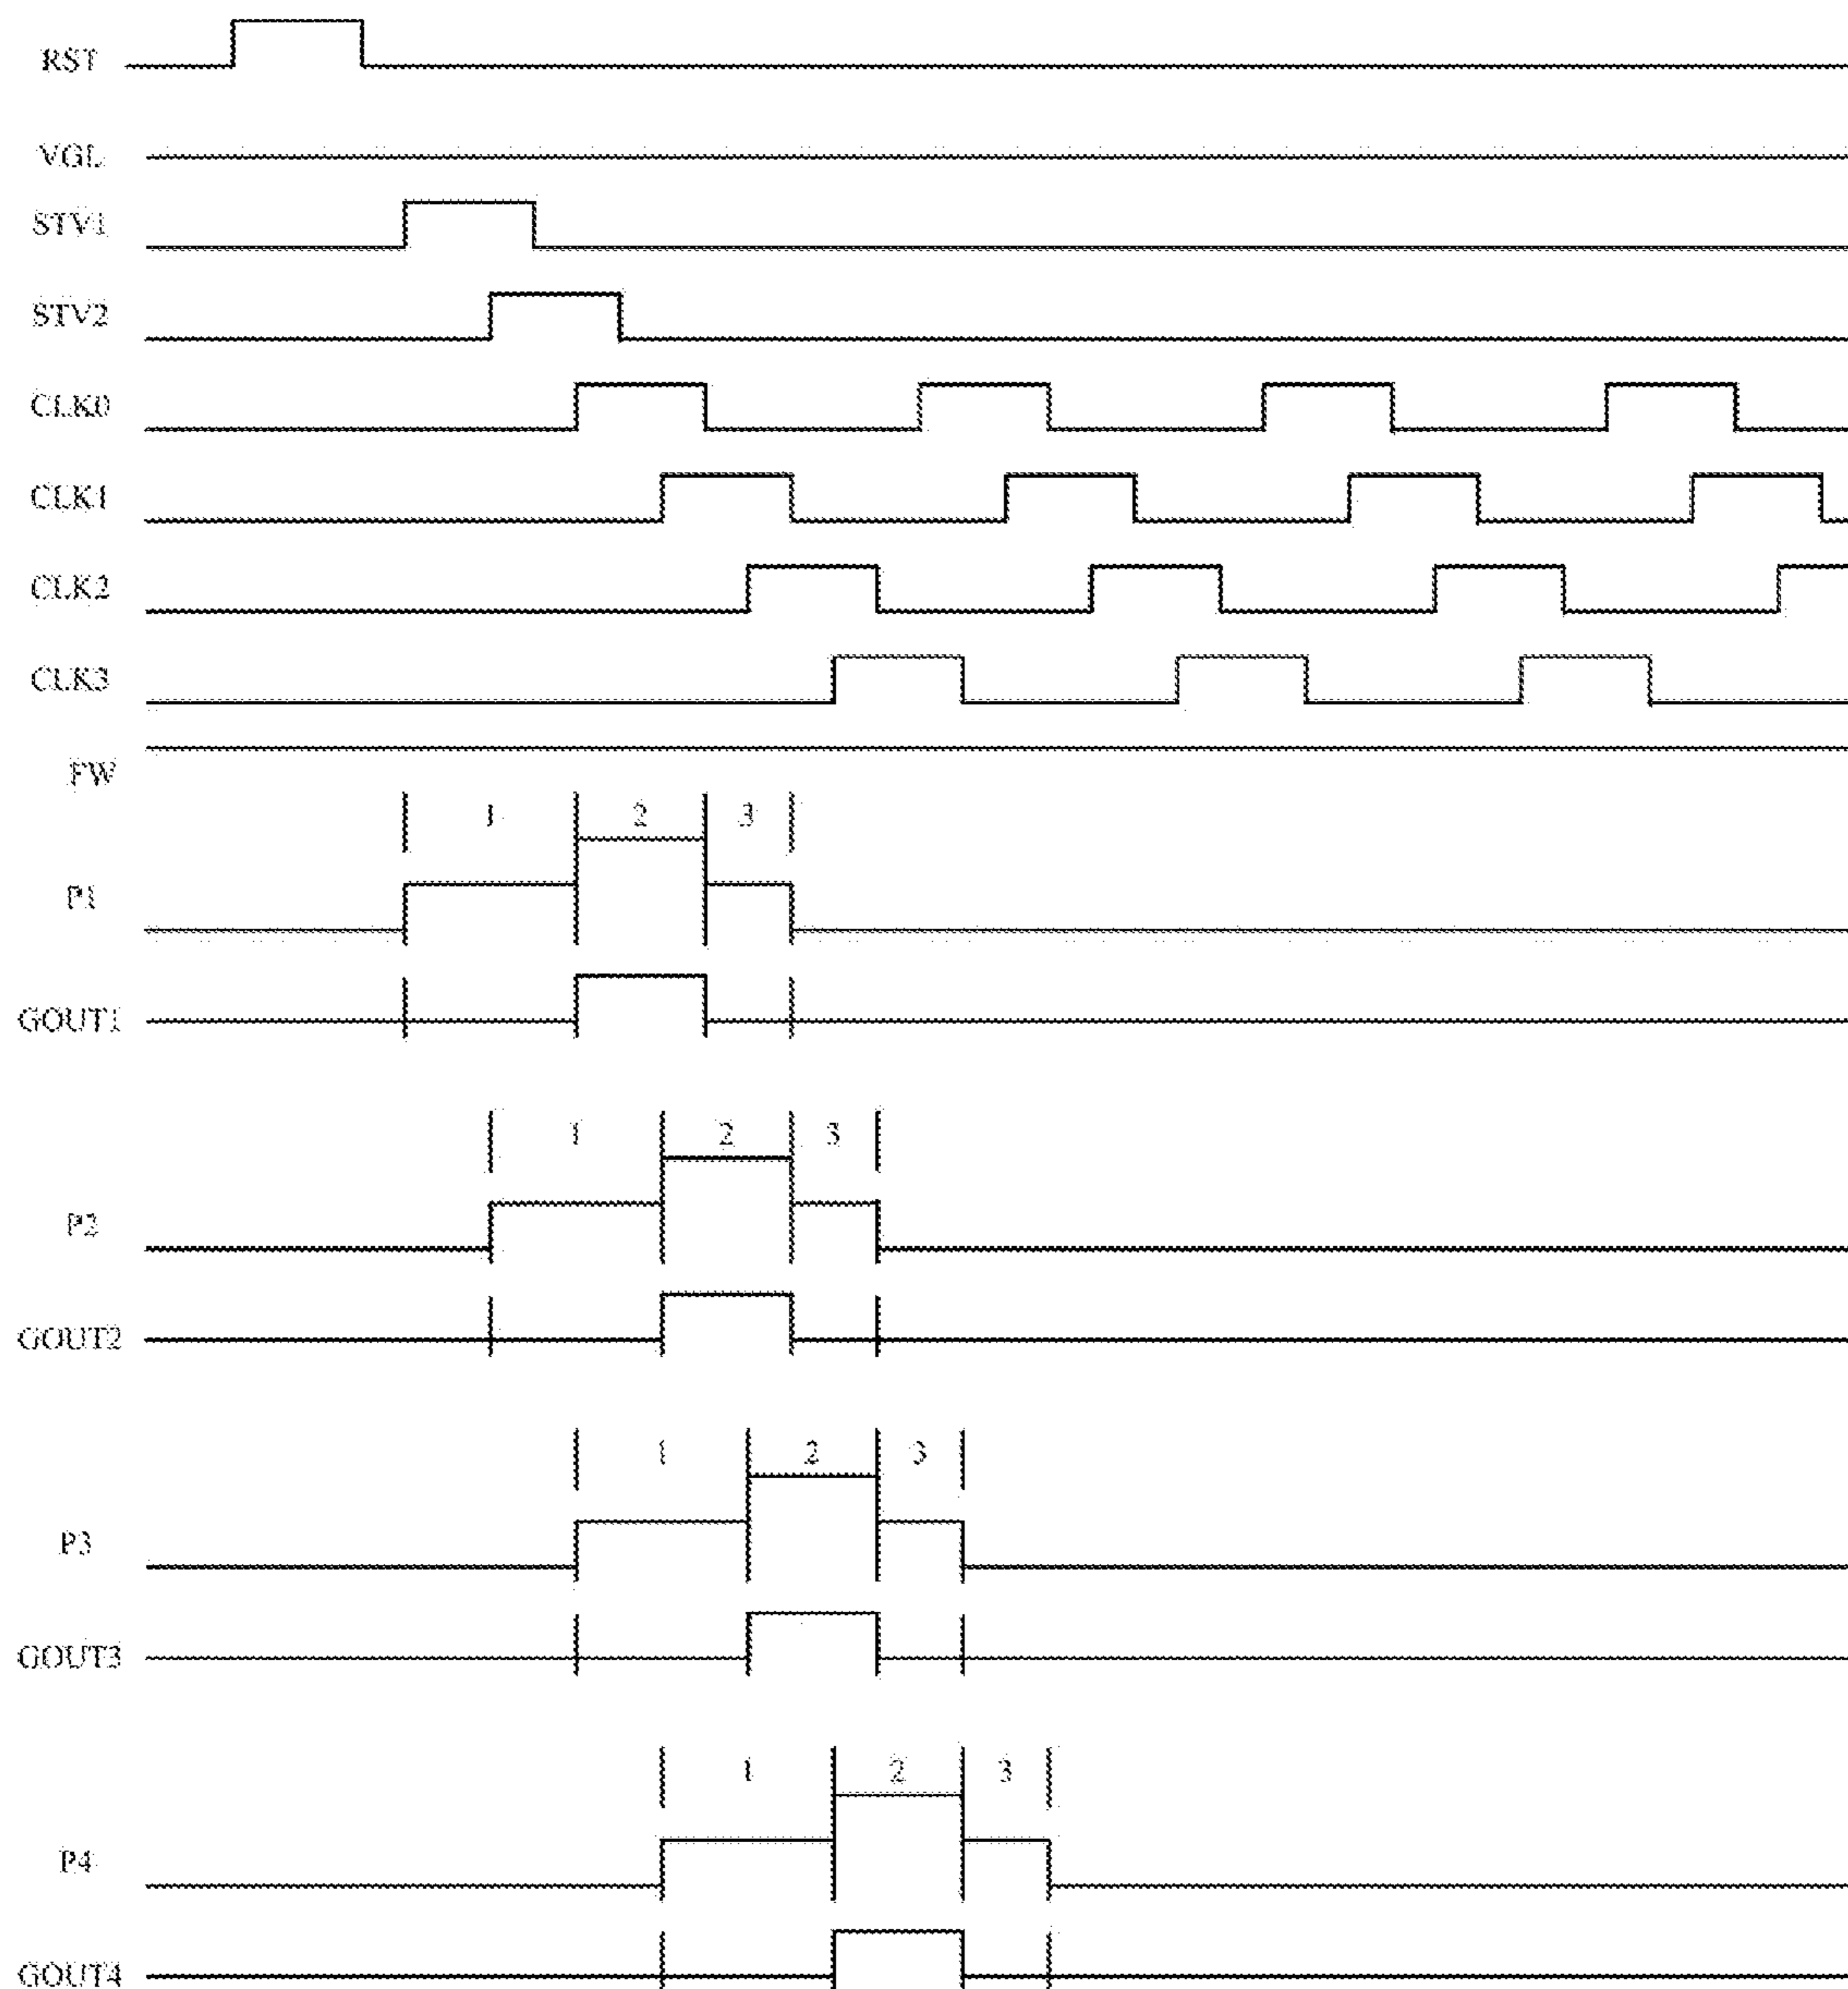 RST
VGL
STV1
STV2
CLK0
CLK1
CLK2
CLK3
FW
1 2 3
P1
GOUT1
1 2 3
P2
GOUT2
1 2 3
P3
GOUT3
1 2 3
P4
GOUT4